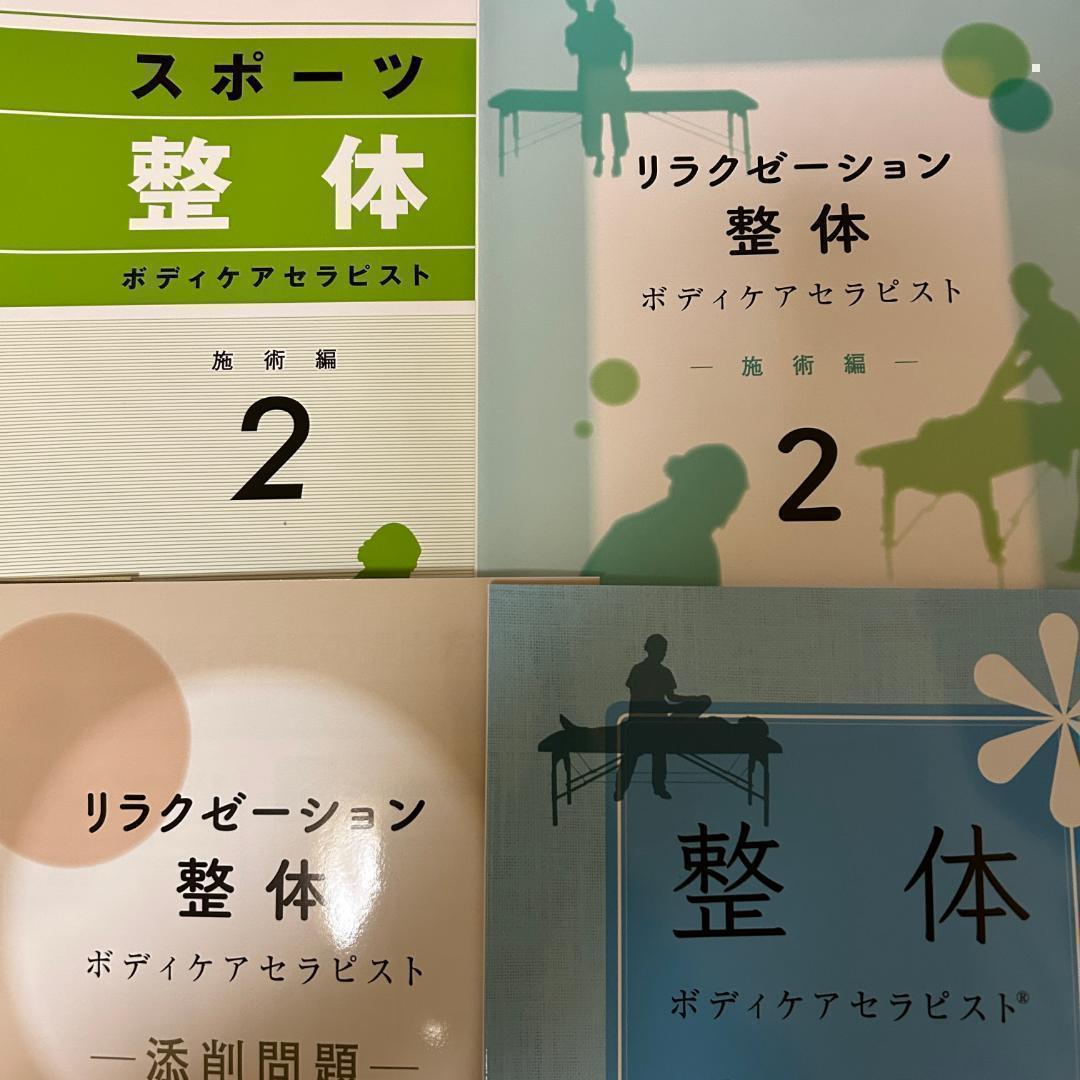 スポーツ
整体
ボディケアセラピスト
施術編
2
リラクゼーション
整体
ボディケアセラピスト
― 施術編 ―
2
リラクゼーション
整体
ボディケアセラピスト
― 添削問題 ―
整体
ボディケアセラピスト®